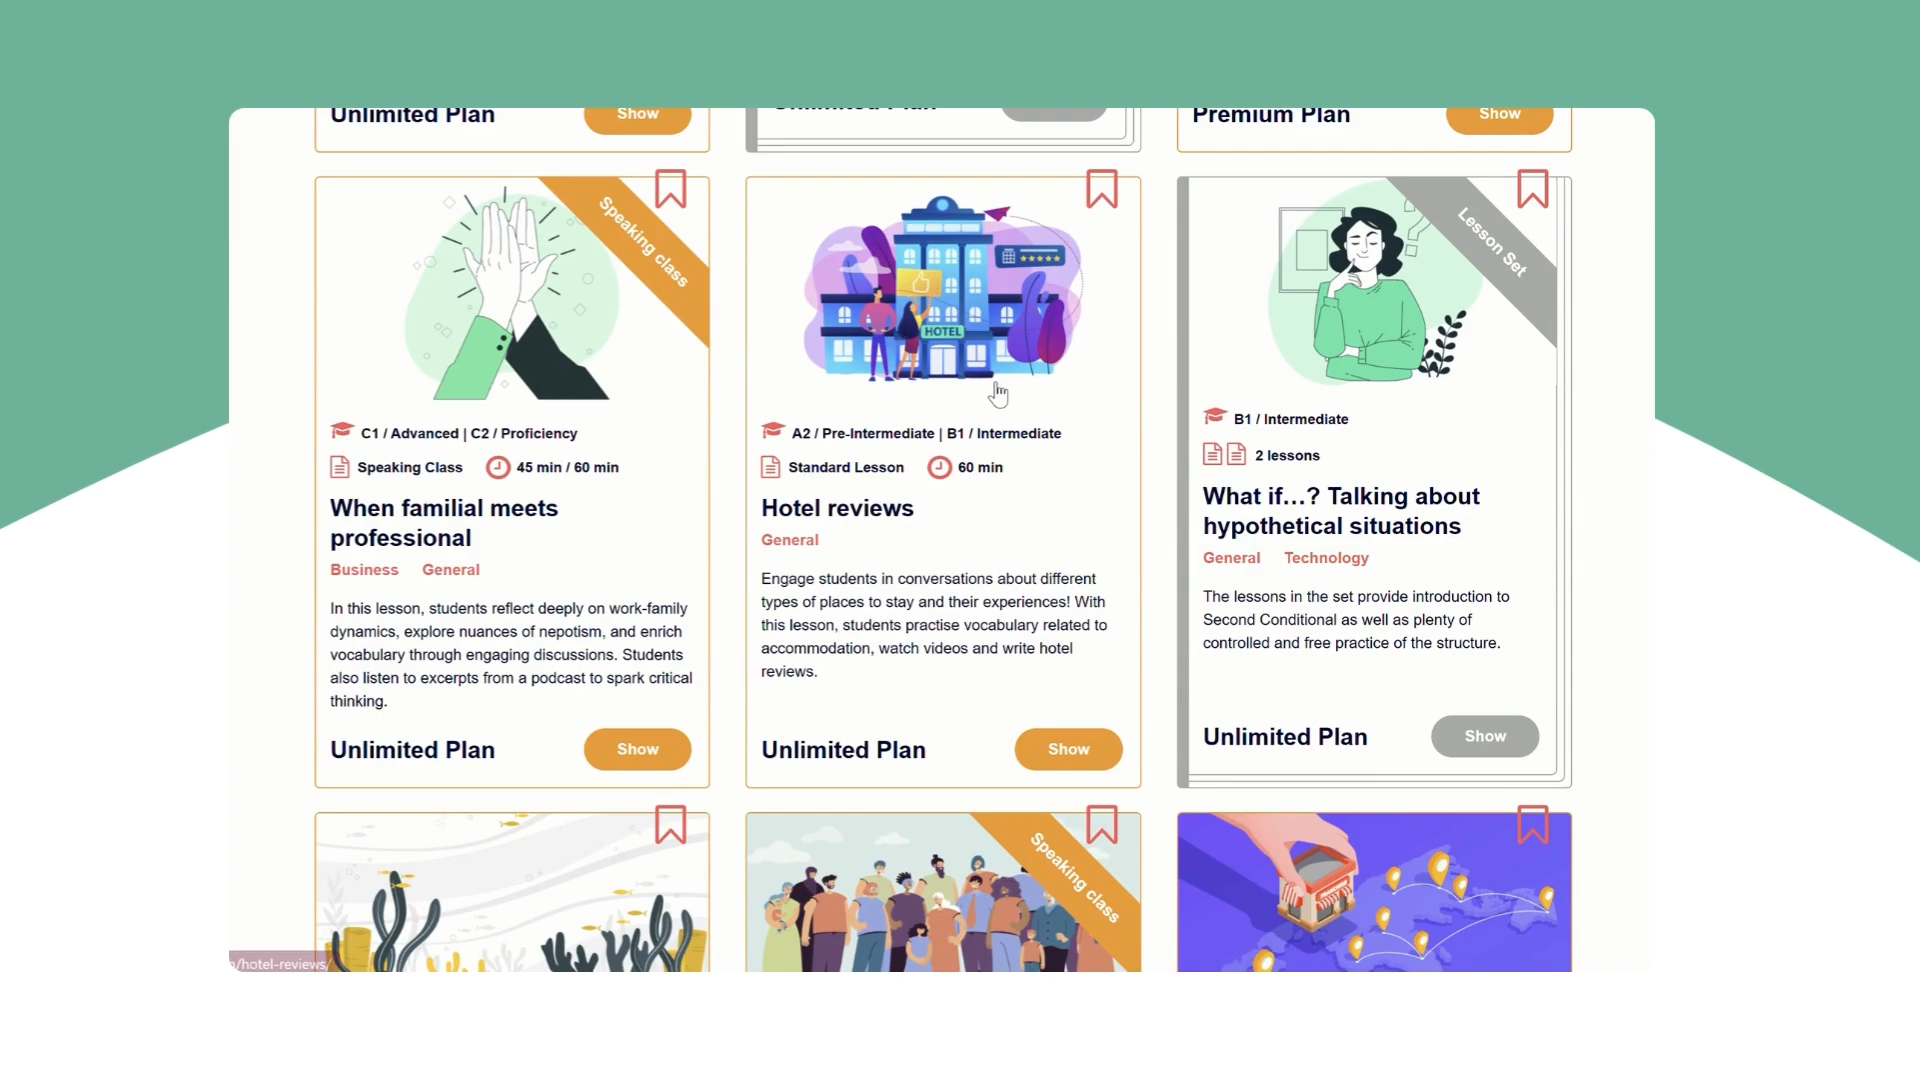 Unlimited Plan
Show
Premium Plan
Show
Speaking class
C1 / Advanced | C2 / Proficiency
Speaking Class
45 min / 60 min
When familial meets
professional
Business
General
In this lesson, students reflect deeply on work-family
dynamics, explore nuances of nepotism, and enrich
vocabulary through engaging discussions. Students
also listen to excerpts from a podcast to spark critical
thinking.
Unlimited Plan
Show
HOTEL
A2 / Pre-Intermediate | B1 / Intermediate
Standard Lesson
60 min
Hotel reviews
General
Engage students in conversations about different
types of places to stay and their experiences! With
this lesson, students practise vocabulary related to
accommodation, watch videos and write hotel
reviews.
Unlimited Plan
Show
Lesson Set
B1 / Intermediate
2 lessons
What if…? Talking about
hypothetical situations
General
Technology
The lessons in the set provide introduction to
Second Conditional as well as plenty of
controlled and free practice of the structure.
Unlimited Plan
Show
Speaking class
/hotel-reviews/